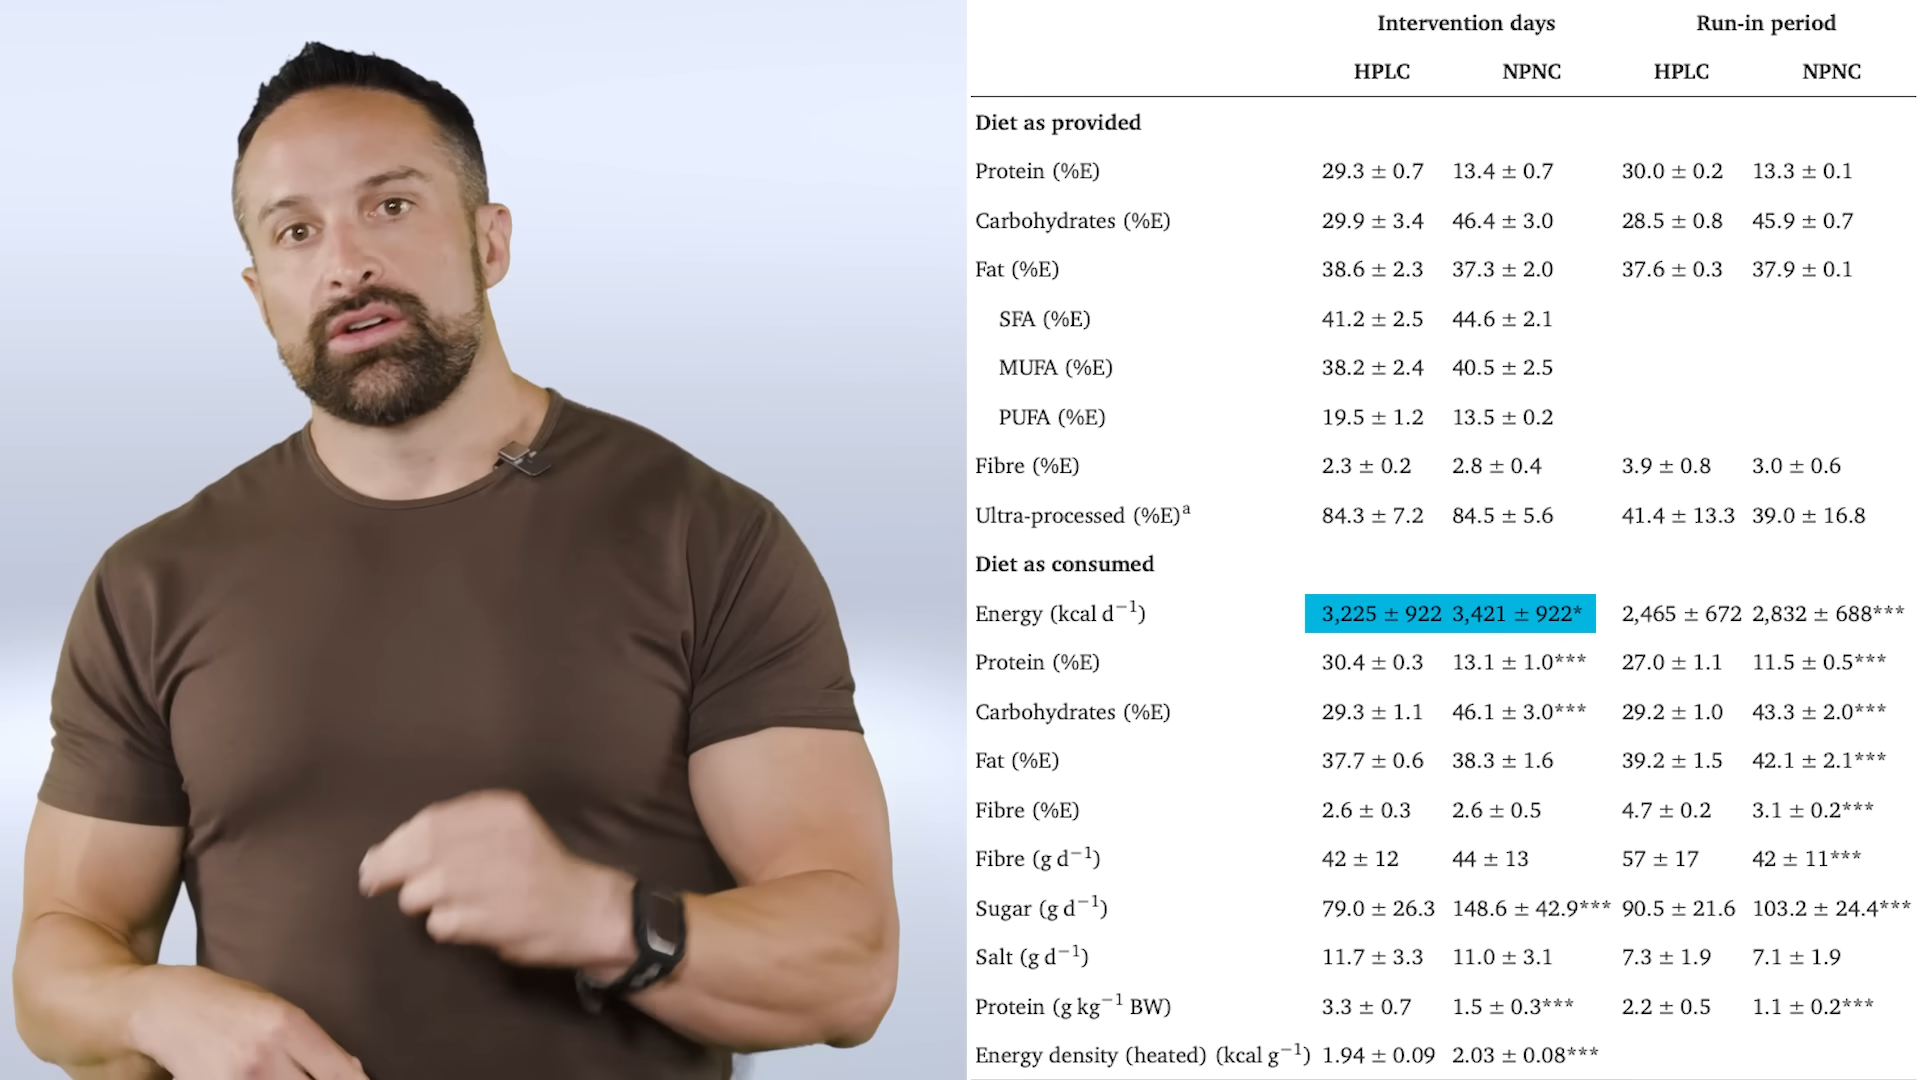 Intervention days Run-in period
HPLC NPNC HPLC NPNC
Diet as provided
Protein (%E) 29.3 ± 0.7 13.4 ± 0.7 30.0 ± 0.2 13.3 ± 0.1
Carbohydrates (%E) 29.9 ± 3.4 46.4 ± 3.0 28.5 ± 0.8 45.9 ± 0.7
Fat (%E) 38.6 ± 2.3 37.3 ± 2.0 37.6 ± 0.3 37.9 ± 0.1
SFA (%E) 41.2 ± 2.5 44.6 ± 2.1
MUFA (%E) 38.2 ± 2.4 40.5 ± 2.5
PUFA (%E) 19.5 ± 1.2 13.5 ± 0.2
Fibre (%E) 2.3 ± 0.2 2.8 ± 0.4 3.9 ± 0.8 3.0 ± 0.6
Ultra-processed (%E)ᵃ 84.3 ± 7.2 84.5 ± 5.6 41.4 ± 13.3 39.0 ± 16.8
Diet as consumed
Energy (kcal d⁻¹) 3,225 ± 922 3,421 ± 922* 2,465 ± 672 2,832 ± 688***
Protein (%E) 30.4 ± 0.3 13.1 ± 1.0*** 27.0 ± 1.1 11.5 ± 0.5***
Carbohydrates (%E) 29.3 ± 1.1 46.1 ± 3.0*** 29.2 ± 1.0 43.3 ± 2.0***
Fat (%E) 37.7 ± 0.6 38.3 ± 1.6 39.2 ± 1.5 42.1 ± 2.1***
Fibre (%E) 2.6 ± 0.3 2.6 ± 0.5 4.7 ± 0.2 3.1 ± 0.2***
Fibre (g d⁻¹) 42 ± 12 44 ± 13 57 ± 17 42 ± 11***
Sugar (g d⁻¹) 79.0 ± 26.3 148.6 ± 42.9*** 90.5 ± 21.6 103.2 ± 24.4***
Salt (g d⁻¹) 11.7 ± 3.3 11.0 ± 3.1 7.3 ± 1.9 7.1 ± 1.9
Protein (g kg⁻¹ BW) 3.3 ± 0.7 1.5 ± 0.3*** 2.2 ± 0.5 1.1 ± 0.2***
Energy density (heated) (kcal g⁻¹) 1.94 ± 0.09 2.03 ± 0.08***